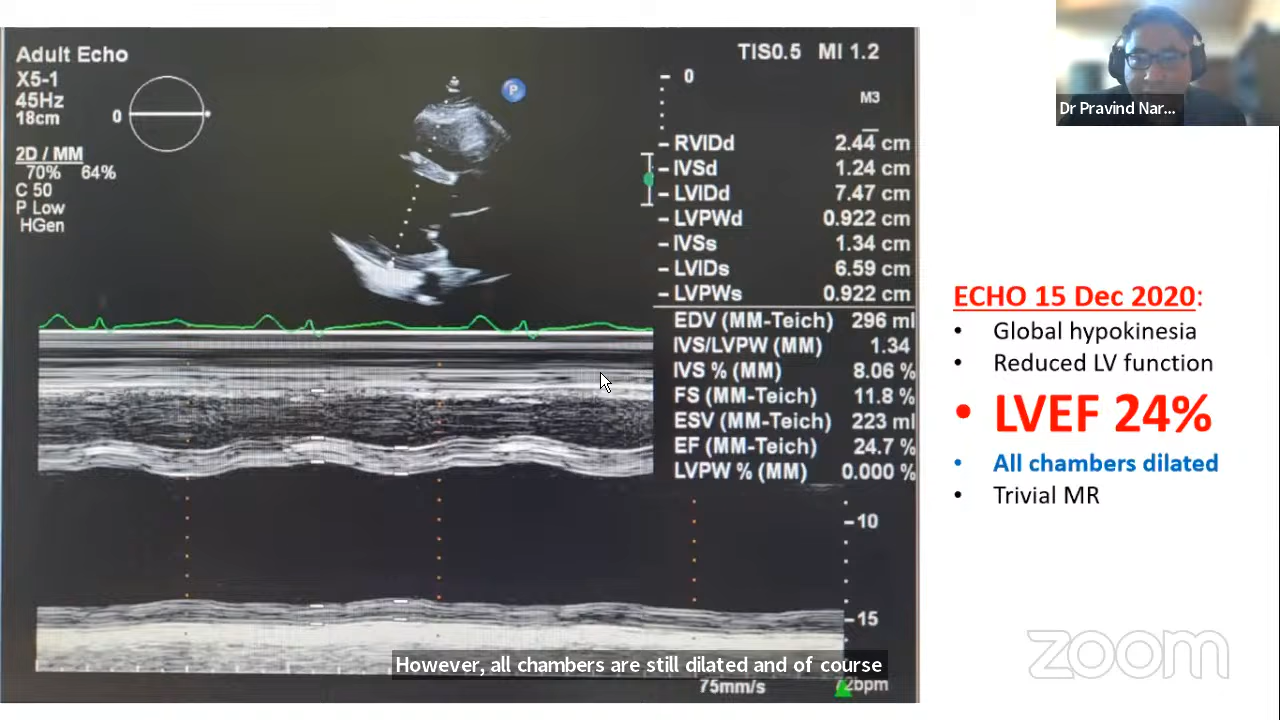 Adult Echo
X5-1
45Hz
18cm
0
2D / MM
70% 64%
C 50
P Low
HGen
P
TIS0.5 MI 1.2
0
M3
RVIDd 2.44 cm
IVSd 1.24 cm
LVIDd 7.47 cm
LVPWd 0.922 cm
IVSs 1.34 cm
LVIDs 6.59 cm
LVPWs 0.922 cm
EDV (MM-Teich) 296 ml
IVS/LVPW (MM) 1.34
IVS % (MM) 8.06 %
FS (MM-Teich) 11.8 %
ESV (MM-Teich) 223 ml
EF (MM-Teich) 24.7 %
LVPW % (MM) 0.000 %
10
15
75mm/s 72bpm
Dr Pravind Nar...
ECHO 15 Dec 2020:
• Global hypokinesia
• Reduced LV function
• LVEF 24%
• All chambers dilated
• Trivial MR
However, all chambers are still dilated and of course
zoom